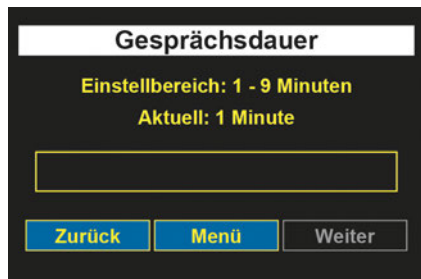 Gesprächsdauer
Einstellbereich: 1 - 9 Minuten
Aktuell: 1 Minute
Zurück Menü Weiter